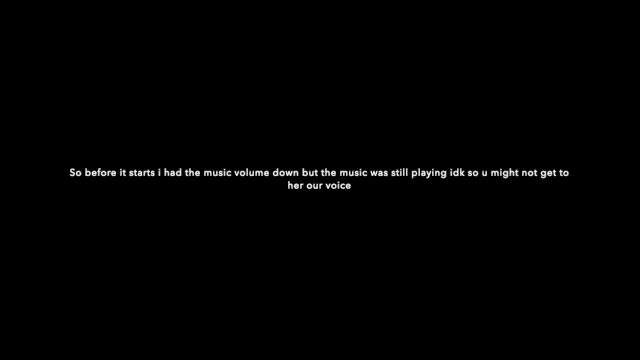 So before it starts i had the music volume down but the music was still playing idk so u might not get to
her our voice